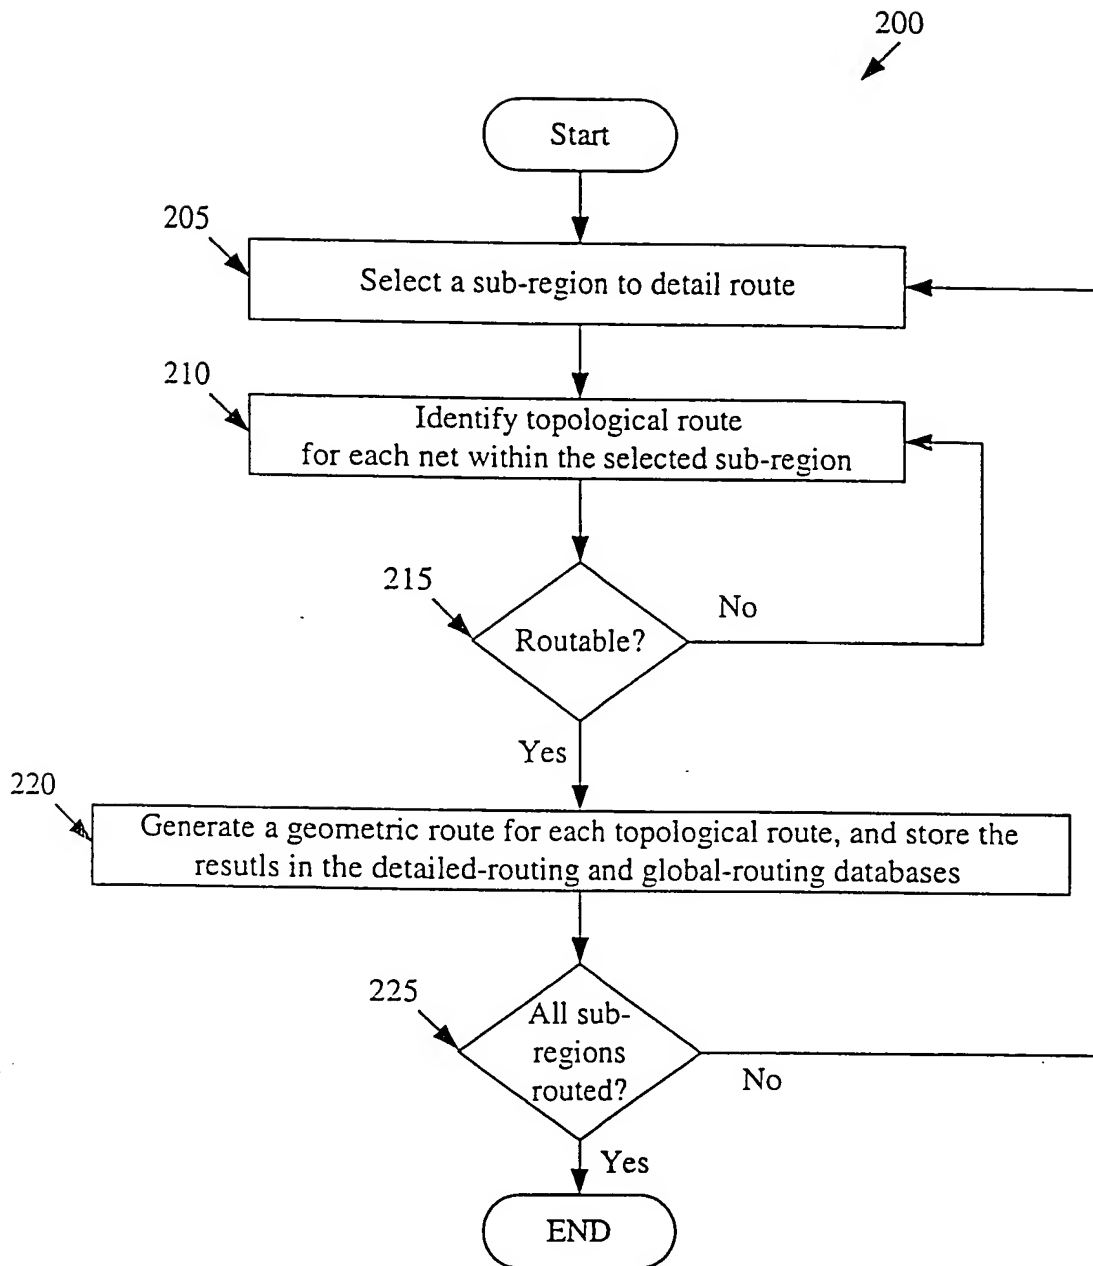 200
Start
205
Select a sub-region to detail route
210
Identify topological route
for each net within the selected sub-region
215
Routable?
No
Yes
220
Generate a geometric route for each topological route, and store the
resutls in the detailed-routing and global-routing databases
225
All sub-
regions
routed?
No
Yes
END